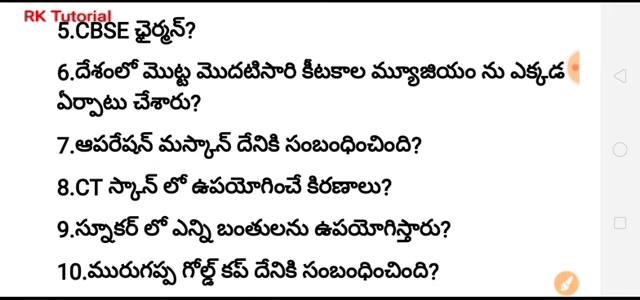 RK Tutorial
5.CBSE ఛైర్మన్?
6.దేశంలో మొట్ట మొదటిసారి కీటకాల మ్యూజియం ను ఎక్కడ
ఏర్పాటు చేశారు?
7.ఆపరేషన్ మస్కాన్ దేనికి సంబంధించింది?
8.CT స్కాన్ లో ఉపయోగించే కిరణాలు?
9.స్నూకర్ లో ఎన్ని బంతులను ఉపయోగిస్తారు?
10.మురుగప్ప గోల్డ్ కప్ దేనికి సంబంధించింది?